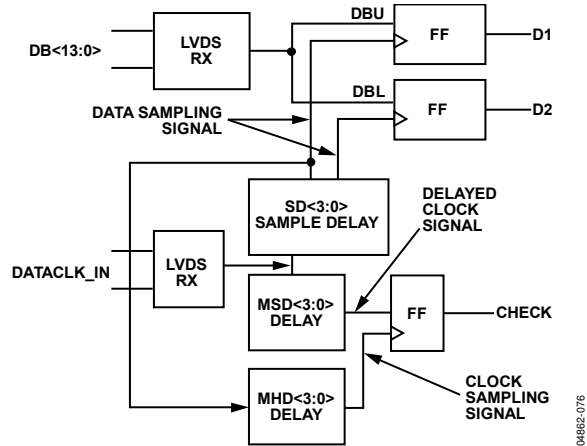 DBU
LVDS
RX
FF
D1
DB<13:0>
DBL
FF
D2
DATA SAMPLING
SIGNAL
SD<3:0>
SAMPLE DELAY
DELAYED
CLOCK
SIGNAL
DATACLK_IN
LVDS
RX
MSD<3:0>
DELAY
FF
CHECK
MHD<3:0>
DELAY
CLOCK
SAMPLING
SIGNAL
04862-076